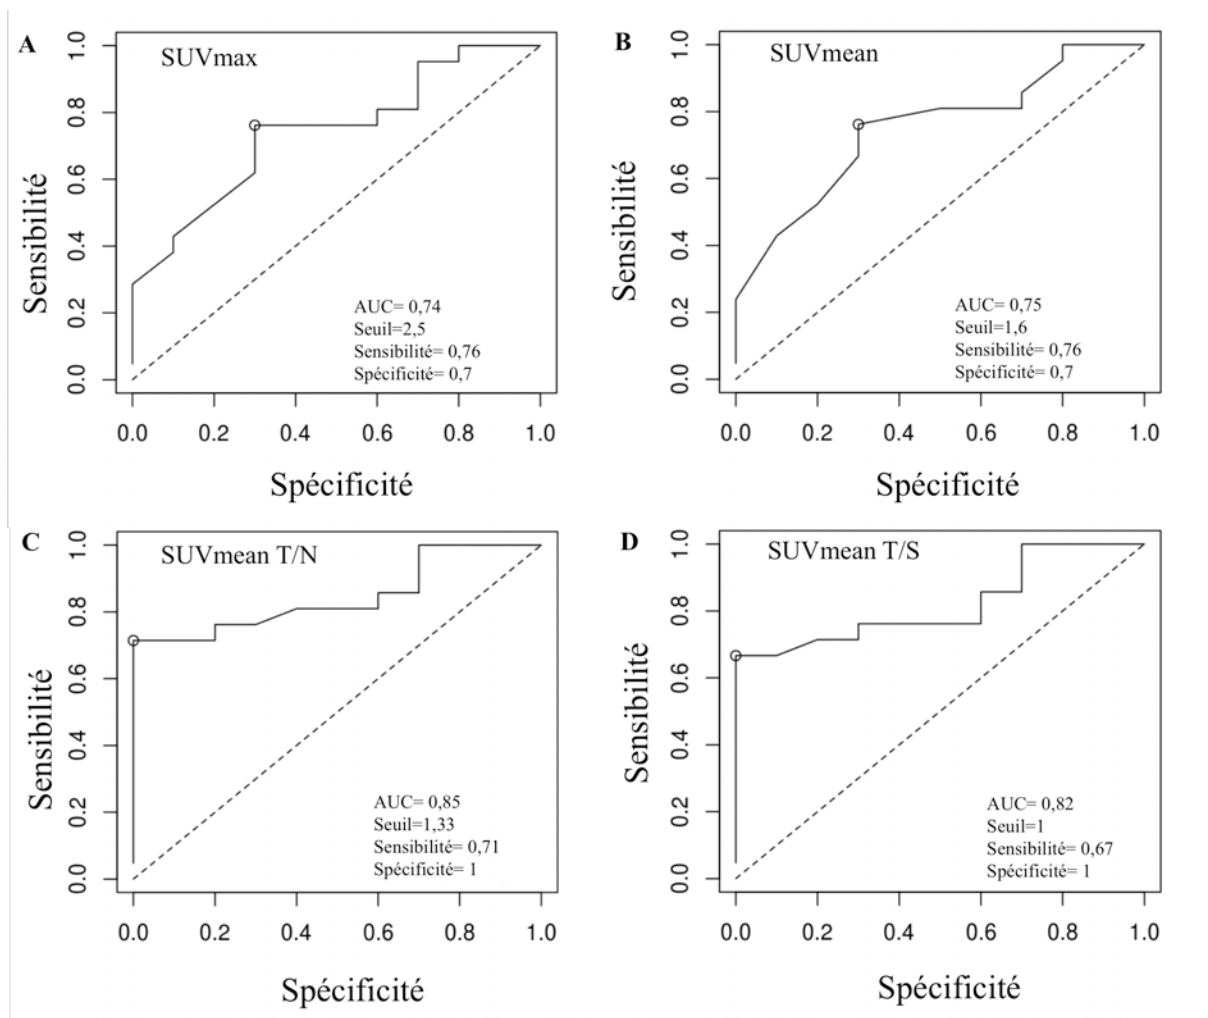 A
SUVmax
1.0
0.8
0.6
0.4
0.2
0.0
Sensibilité
AUC= 0,74
Seuil=2,5
Sensibilité= 0,76
Spécificité= 0,7
0.0 0.2 0.4 0.6 0.8 1.0
Spécificité
B
SUVmean
1.0
0.8
0.6
0.4
0.2
0.0
Sensibilité
AUC= 0,75
Seuil=1,6
Sensibilité= 0,76
Spécificité= 0,7
0.0 0.2 0.4 0.6 0.8 1.0
Spécificité
C
SUVmean T/N
1.0
0.8
0.6
0.4
0.2
0.0
Sensibilité
AUC= 0,85
Seuil=1,33
Sensibilité= 0,71
Spécificité= 1
0.0 0.2 0.4 0.6 0.8 1.0
Spécificité
D
SUVmean T/S
1.0
0.8
0.6
0.4
0.2
0.0
Sensibilité
AUC= 0,82
Seuil=1
Sensibilité= 0,67
Spécificité= 1
0.0 0.2 0.4 0.6 0.8 1.0
Spécificité